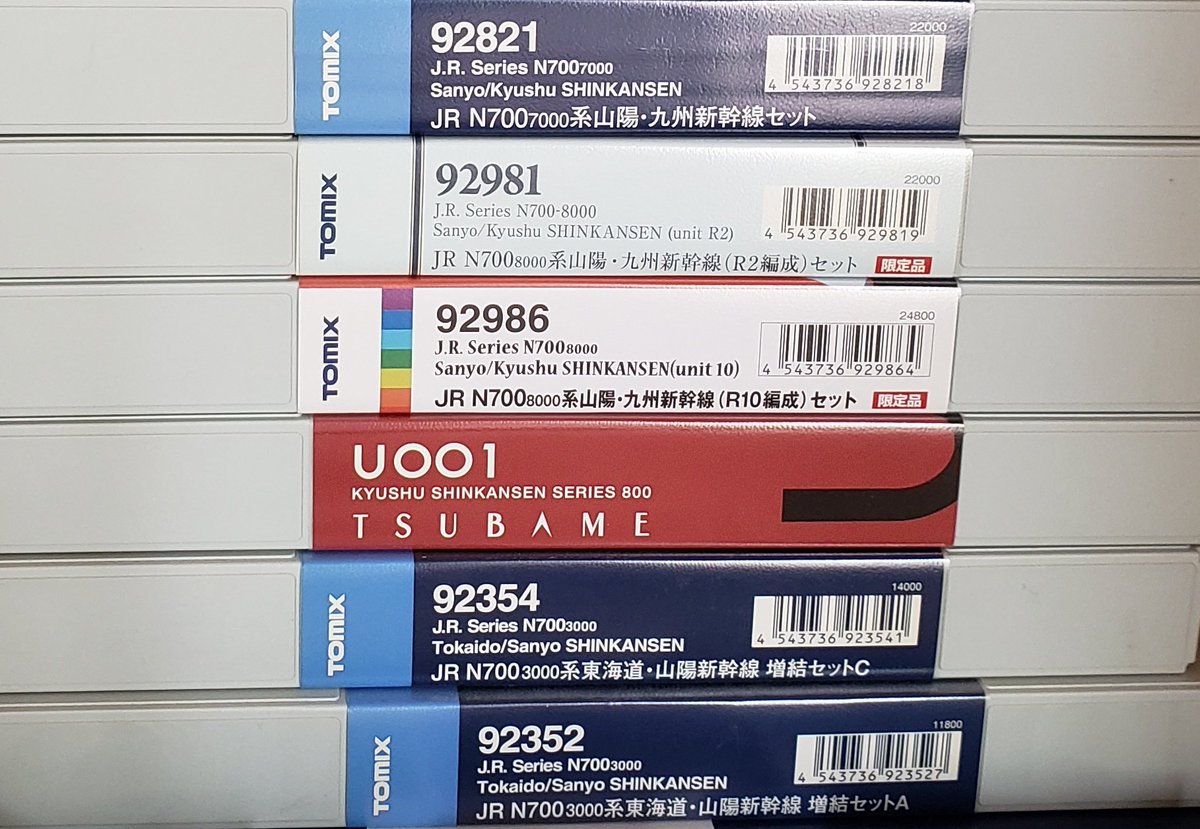 TOMIX
92821
22000
J.R. Series N7007000
Sanyo/Kyushu SHINKANSEN
4 543736 928218
JR N7007000系山陽・九州新幹線セット
TOMIX
92981
22000
J.R. Series N700-8000
Sanyo/Kyushu SHINKANSEN (unit R2)
4 543736 929819
JR N7008000系山陽・九州新幹線(R2編成)セット 限定品
TOMIX
92986
24800
J.R. Series N7008000
Sanyo/Kyushu SHINKANSEN(unit 10)
4 543736 929864
JR N7008000系山陽・九州新幹線(R10編成)セット 限定品
U001
KYUSHU SHINKANSEN SERIES 800
TSUBAME
TOMIX
92354
14000
J.R. Series N7003000
Tokaido/Sanyo SHINKANSEN
4 543736 923541
JR N7003000系東海道・山陽新幹線 増結セットC
TOMIX
92352
11800
J.R. Series N7003000
Tokaido/Sanyo SHINKANSEN
4 543736 923527
JR N7003000系東海道・山陽新幹線 増結セットA